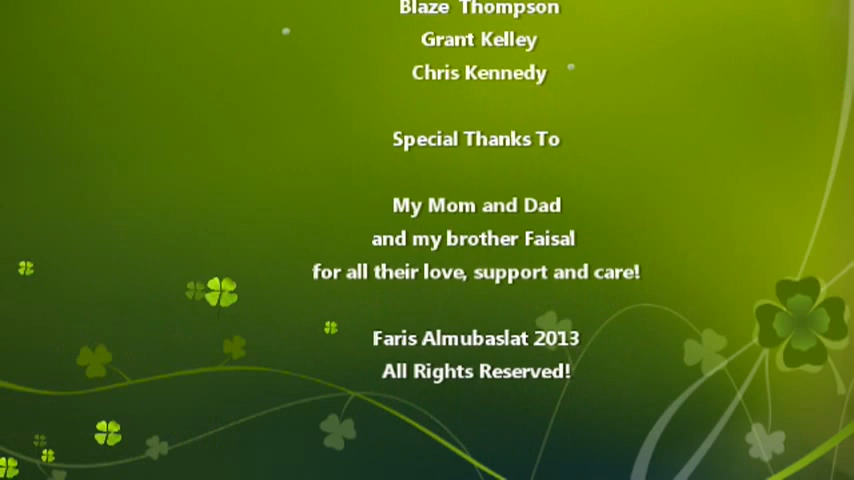 Blaze Thompson
Grant Kelley
Chris Kennedy
Special Thanks To
My Mom and Dad
and my brother Faisal
for all their love, support and care!
Faris Almubaslat 2013
All Rights Reserved!